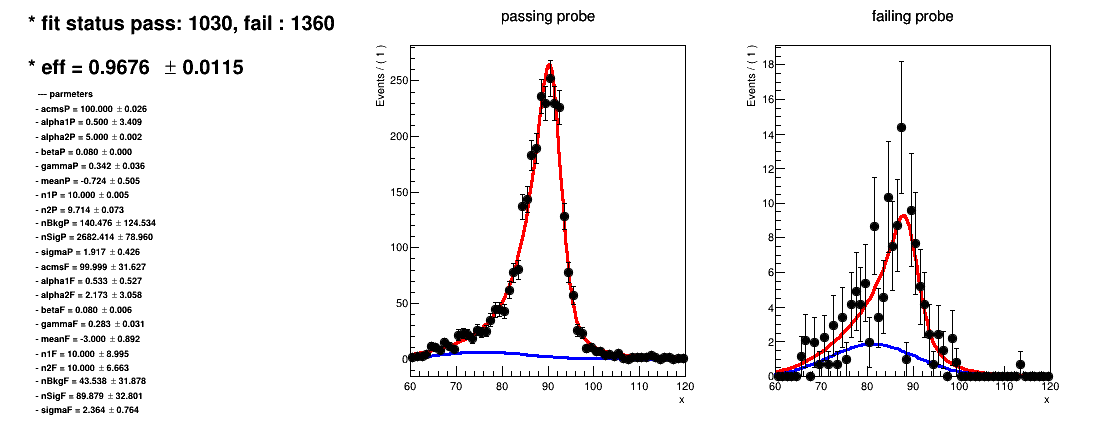 * fit status pass: 1030, fail : 1360
* eff = 0.9676 ± 0.0115
--- parmeters
- acmsP = 100.000 ± 0.026
- alpha1P = 0.500 ± 3.409
- alpha2P = 5.000 ± 0.002
- betaP = 0.080 ± 0.000
- gammaP = 0.342 ± 0.036
- meanP = -0.724 ± 0.505
- n1P = 10.000 ± 0.005
- n2P = 9.714 ± 0.073
- nBkgP = 140.476 ± 124.534
- nSigP = 2682.414 ± 78.960
- sigmaP = 1.917 ± 0.426
- acmsF = 99.999 ± 31.627
- alpha1F = 0.533 ± 0.527
- alpha2F = 2.173 ± 3.058
- betaF = 0.080 ± 0.006
- gammaF = 0.283 ± 0.031
- meanF = -3.000 ± 0.892
- n1F = 10.000 ± 8.995
- n2F = 10.000 ± 6.663
- nBkgF = 43.538 ± 31.878
- nSigF = 89.879 ± 32.801
- sigmaF = 2.364 ± 0.764
passing probe
Events / ( 1 )
250
200
150
100
50
0
60 70 80 90 100 110 120
x
failing probe
Events / ( 1 )
18
16
14
12
10
8
6
4
2
0
60 70 80 90 100 110 120
x